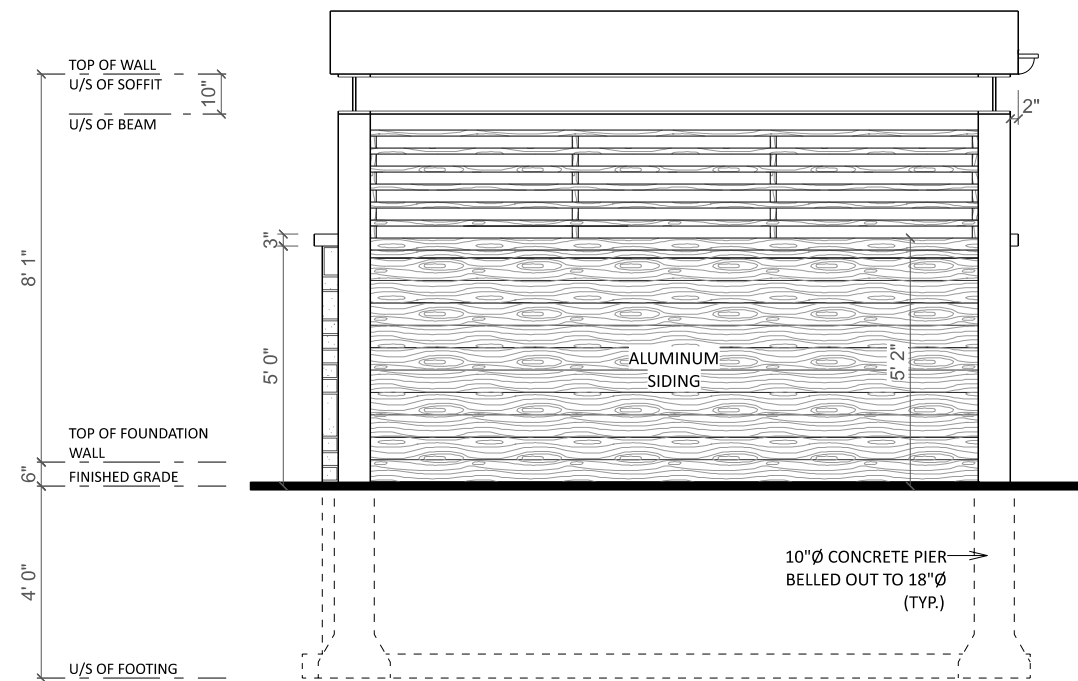 TOP OF WALL
U/S OF SOFFIT
10"
U/S OF BEAM
2"
3"
8' 1"
5' 0"
ALUMINUM
SIDING
5' 2"
TOP OF FOUNDATION
WALL
6"
FINISHED GRADE
10"Ø CONCRETE PIER
BELLED OUT TO 18"Ø
(TYP.)
4' 0"
U/S OF FOOTING